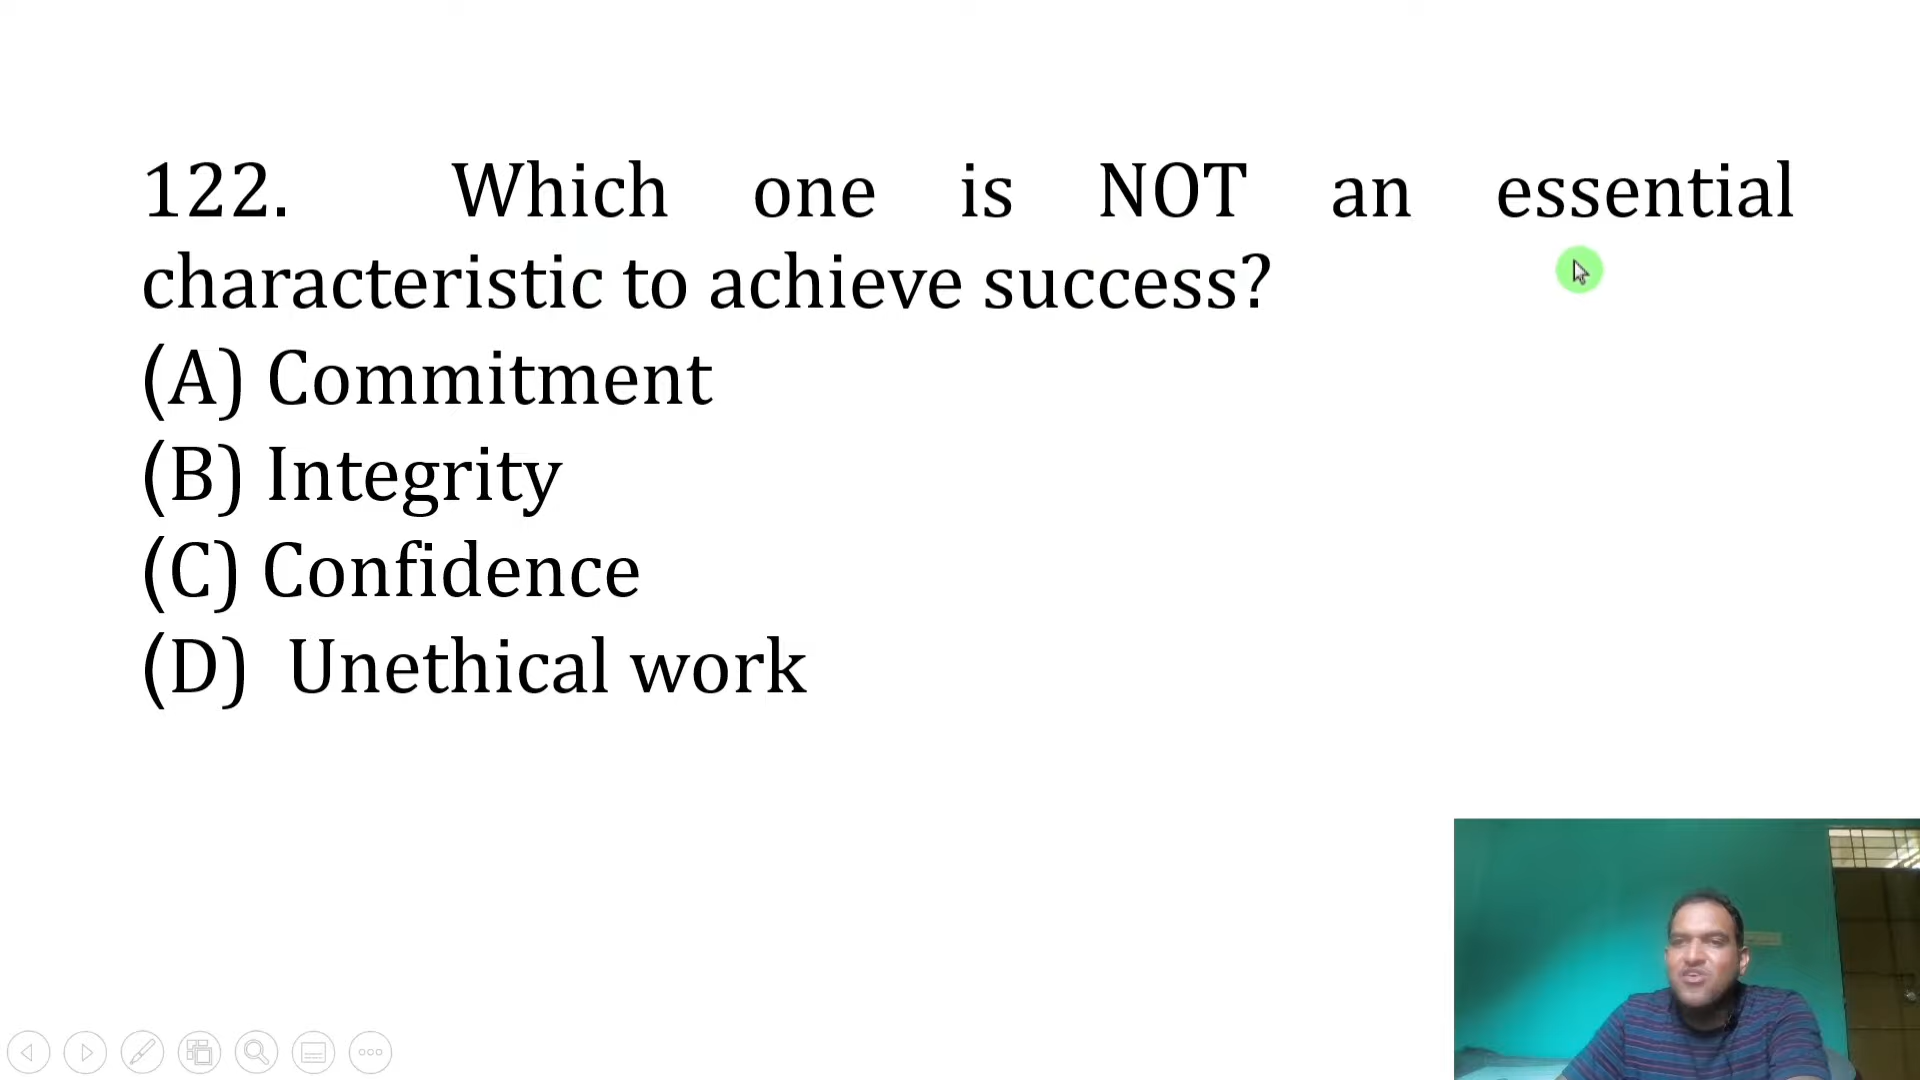 122. Which one is NOT an essential
characteristic to achieve success?
(A) Commitment
(B) Integrity
(C) Confidence
(D) Unethical work